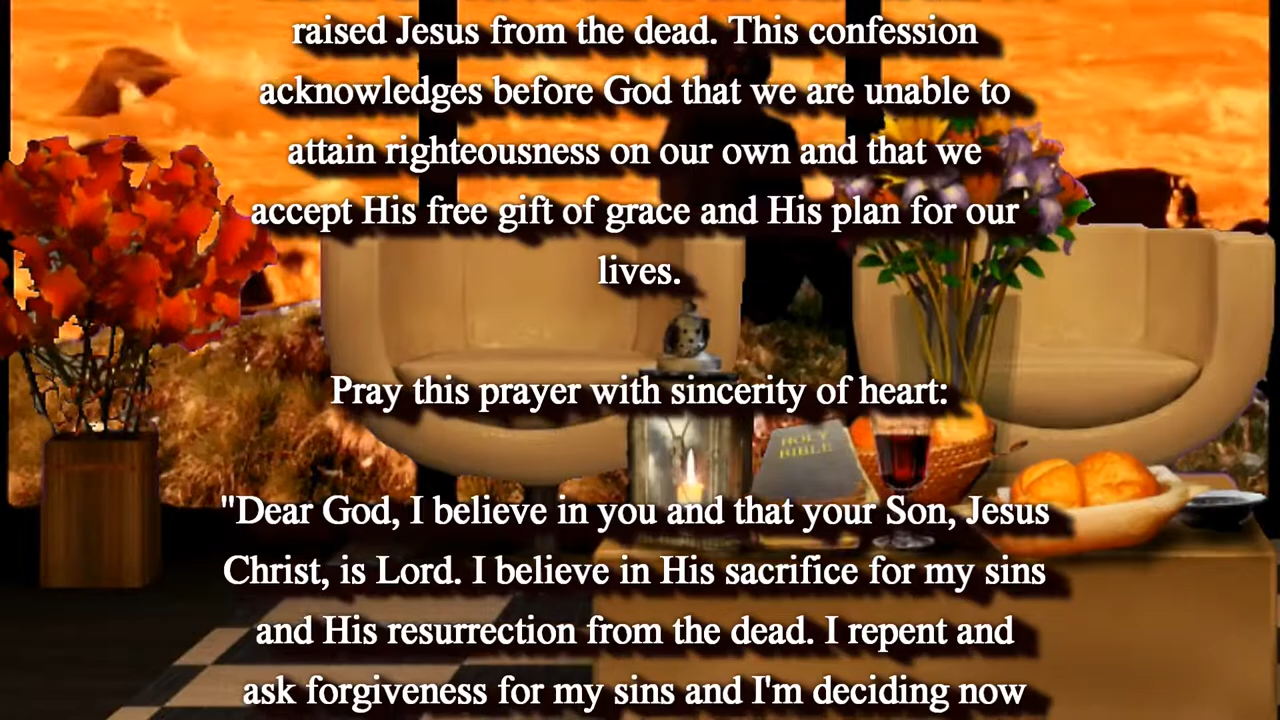 raised Jesus from the dead. This confession
acknowledges before God that we are unable to
attain righteousness on our own and that we
accept His free gift of grace and His plan for our
lives.
Pray this prayer with sincerity of heart:
HOLY
BIBLE
"Dear God, I believe in you and that your Son, Jesus
Christ, is Lord. I believe in His sacrifice for my sins
and His resurrection from the dead. I repent and
ask forgiveness for my sins and I'm deciding now